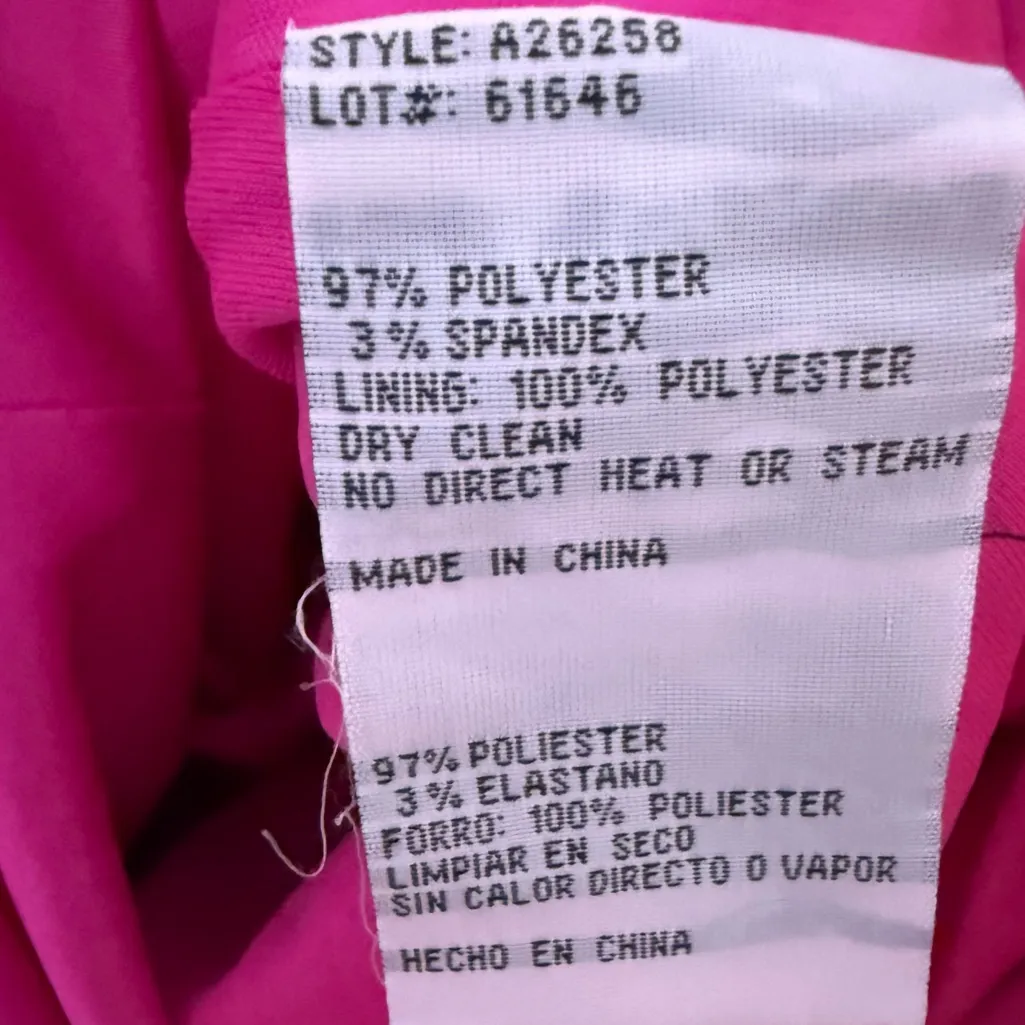 STYLE: A26258
LOT#: 61646
97% POLYESTER
3% SPANDEX
LINING: 100% POLYESTER
DRY CLEAN
NO DIRECT HEAT OR STEAM
MADE IN CHINA
97% POLIESTER
3% ELASTANO
FORRO: 100% POLIESTER
LIMPIAR EN SECO
SIN CALOR DIRECTO O VAPOR
HECHO EN CHINA